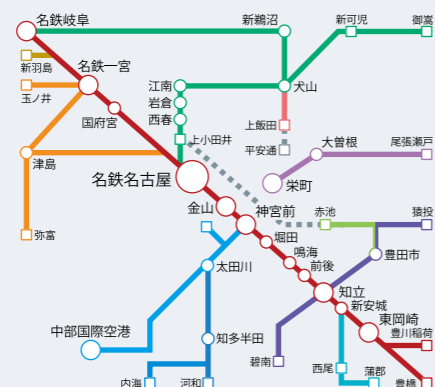 名鉄岐阜
新鵜沼
新可児
御嵩
新羽島
名鉄一宮
玉ノ井
江南
犬山
岩倉
国府宮
西春
上飯田
上小田井
平安通
大曽根
尾張瀬戸
津島
名鉄名古屋
栄町
金山
神宮前
赤池
猿投
弥富
堀田
鳴海
豊田市
太田川
前後
知立
新安城
東岡崎
中部国際空港
知多半田
豊川稲荷
碧南
西尾
蒲郡
内海
河和
豊橋